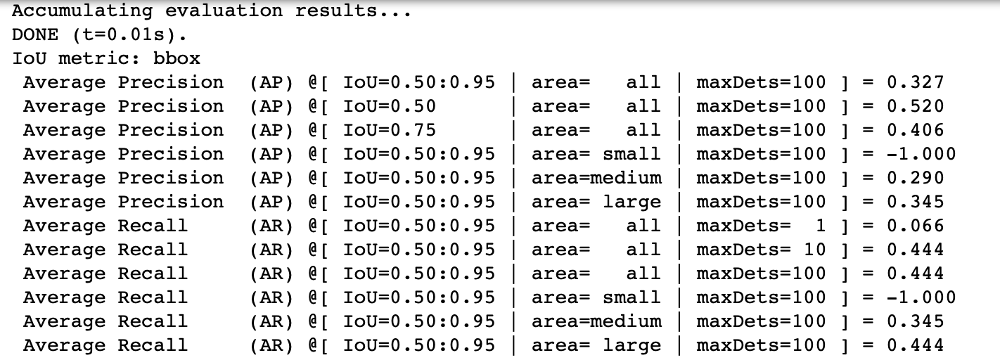 Accumulating evaluation results...
DONE (t=0.01s).
IoU metric: bbox
 Average Precision  (AP) @[ IoU=0.50:0.95 | area=   all | maxDets=100 ] = 0.327
 Average Precision  (AP) @[ IoU=0.50      | area=   all | maxDets=100 ] = 0.520
 Average Precision  (AP) @[ IoU=0.75      | area=   all | maxDets=100 ] = 0.406
 Average Precision  (AP) @[ IoU=0.50:0.95 | area= small | maxDets=100 ] = -1.000
 Average Precision  (AP) @[ IoU=0.50:0.95 | area=medium | maxDets=100 ] = 0.290
 Average Precision  (AP) @[ IoU=0.50:0.95 | area= large | maxDets=100 ] = 0.345
 Average Recall     (AR) @[ IoU=0.50:0.95 | area=   all | maxDets=  1 ] = 0.066
 Average Recall     (AR) @[ IoU=0.50:0.95 | area=   all | maxDets= 10 ] = 0.444
 Average Recall     (AR) @[ IoU=0.50:0.95 | area=   all | maxDets=100 ] = 0.444
 Average Recall     (AR) @[ IoU=0.50:0.95 | area= small | maxDets=100 ] = -1.000
 Average Recall     (AR) @[ IoU=0.50:0.95 | area=medium | maxDets=100 ] = 0.345
 Average Recall     (AR) @[ IoU=0.50:0.95 | area= large | maxDets=100 ] = 0.444